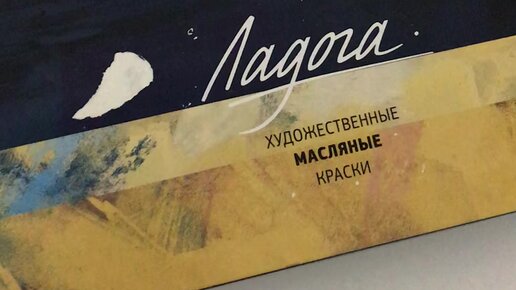 Ладога.
ХУДОЖЕСТВЕННЫЕ
МАСЛЯНЫЕ
КРАСКИ